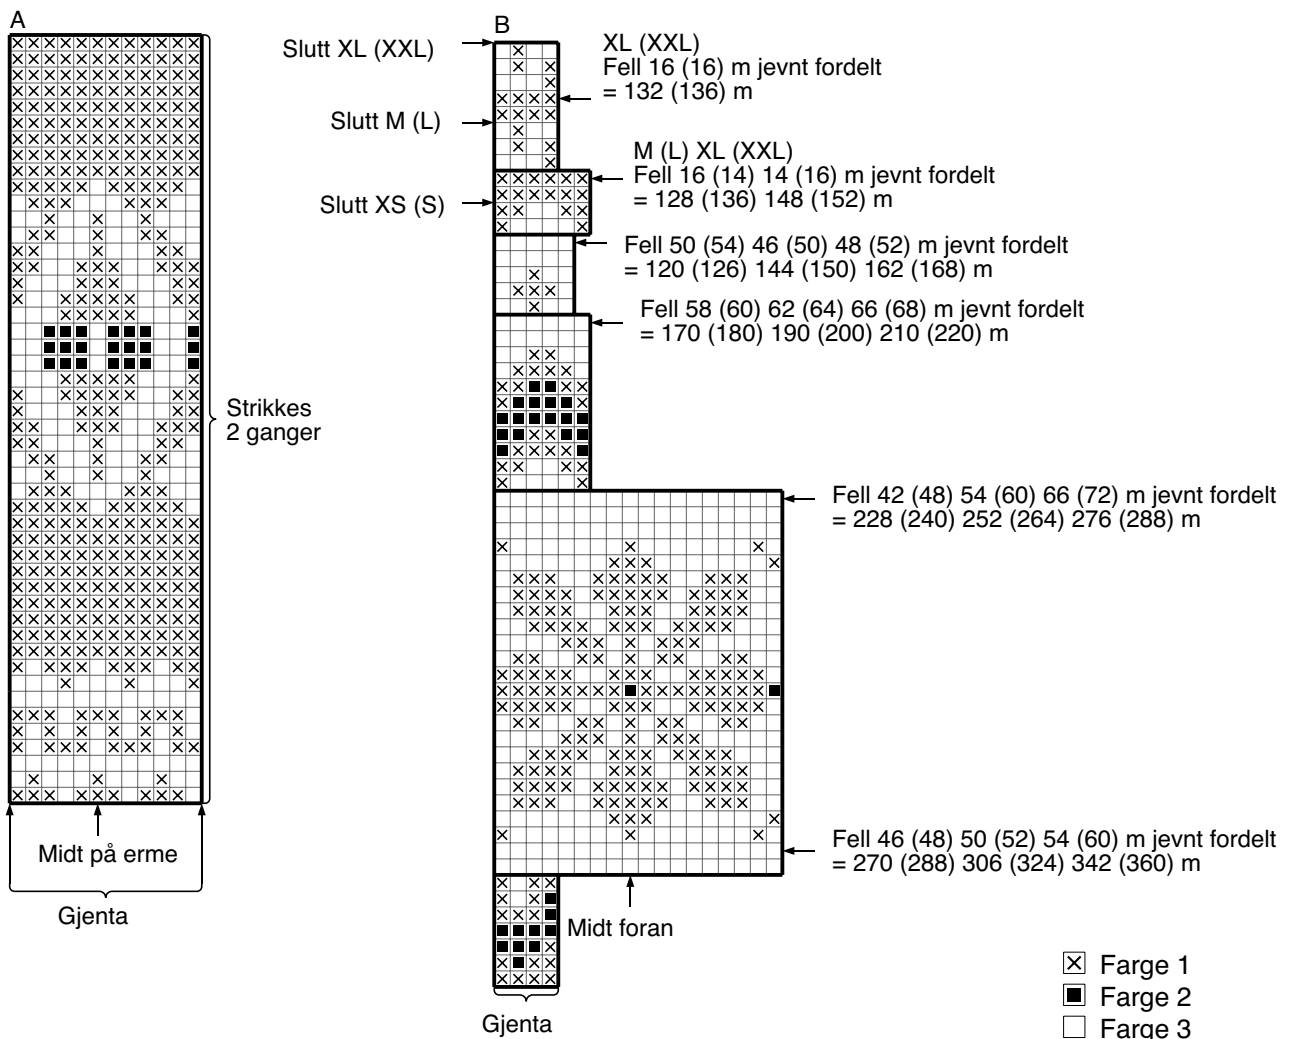 A
B
Slutt XL (XXL)
XL (XXL)
Fell 16 (16) m jevnt fordelt
= 132 (136) m
Slutt M (L)
M (L) XL (XXL)
Fell 16 (14) 14 (16) m jevnt fordelt
= 128 (136) 148 (152) m
Slutt XS (S)
Fell 50 (54) 46 (50) 48 (52) m jevnt fordelt
= 120 (126) 144 (150) 162 (168) m
Fell 58 (60) 62 (64) 66 (68) m jevnt fordelt
= 170 (180) 190 (200) 210 (220) m
Strikkes
2 ganger
Fell 42 (48) 54 (60) 66 (72) m jevnt fordelt
= 228 (240) 252 (264) 276 (288) m
Fell 46 (48) 50 (52) 54 (60) m jevnt fordelt
= 270 (288) 306 (324) 342 (360) m
Midt på erme
Gjenta
Midt foran
Gjenta
Farge 1
Farge 2
Farge 3